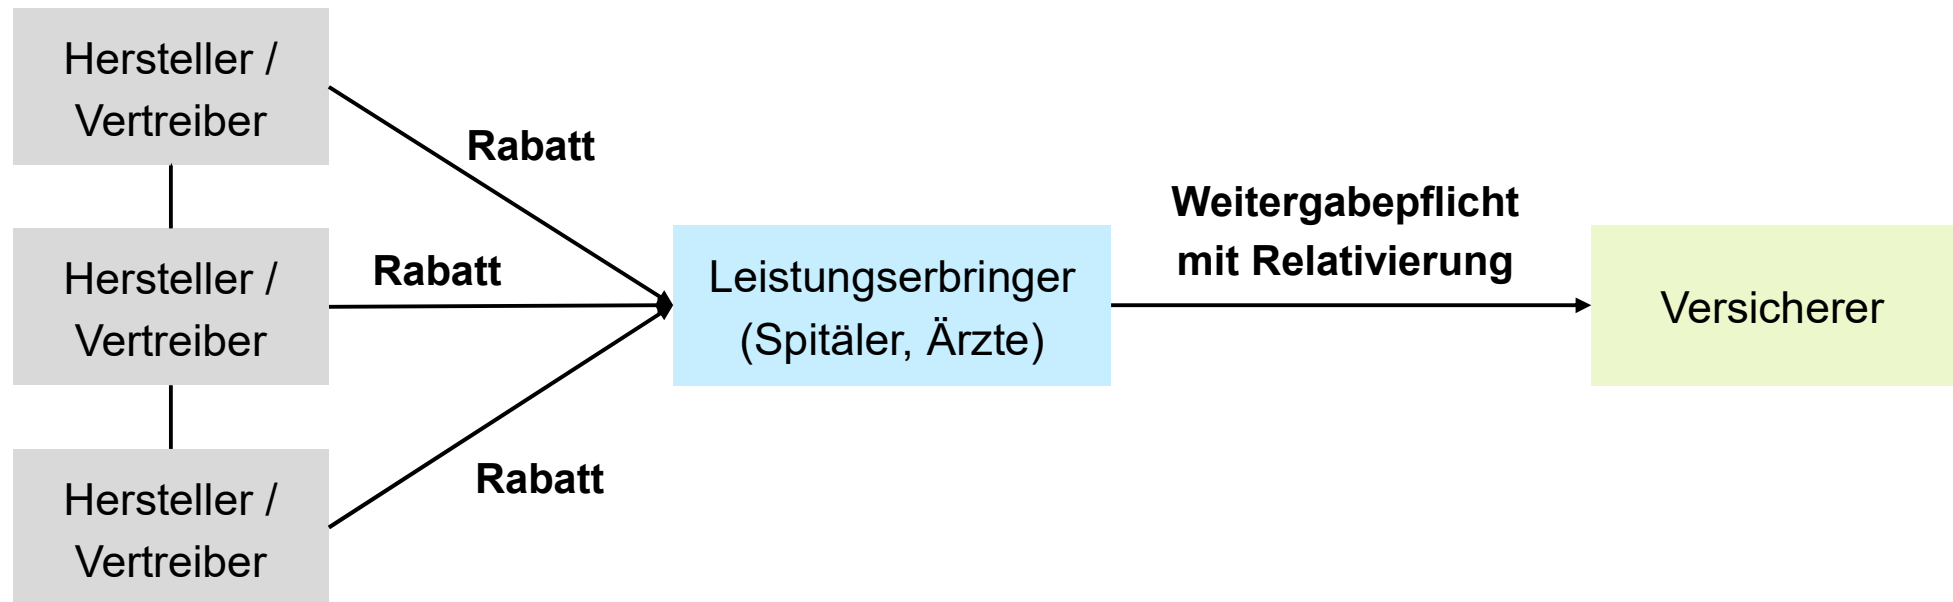 Hersteller /
Vertreiber
Rabatt
Hersteller /
Vertreiber
Rabatt
Hersteller /
Vertreiber
Rabatt
Leistungserbringer
(Spitäler, Ärzte)
Weitergabepflicht
mit Relativierung
Versicherer